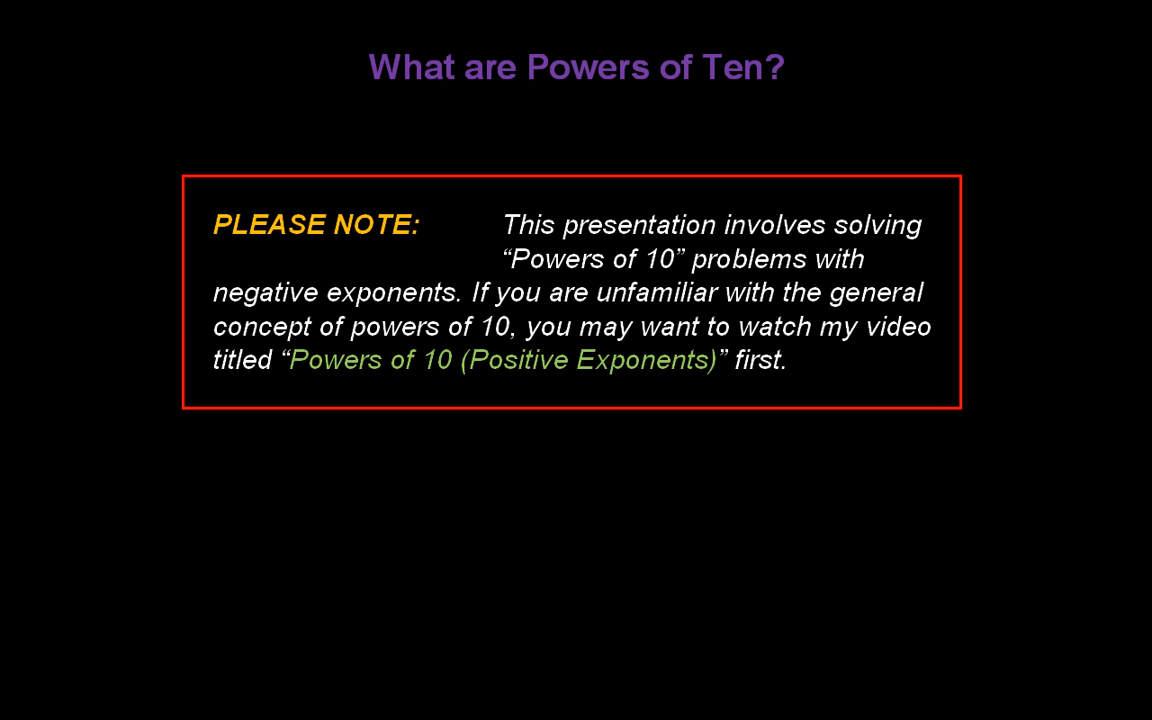 What are Powers of Ten?
PLEASE NOTE: This presentation involves solving
“Powers of 10” problems with
negative exponents. If you are unfamiliar with the general
concept of powers of 10, you may want to watch my video
titled “Powers of 10 (Positive Exponents)” first.